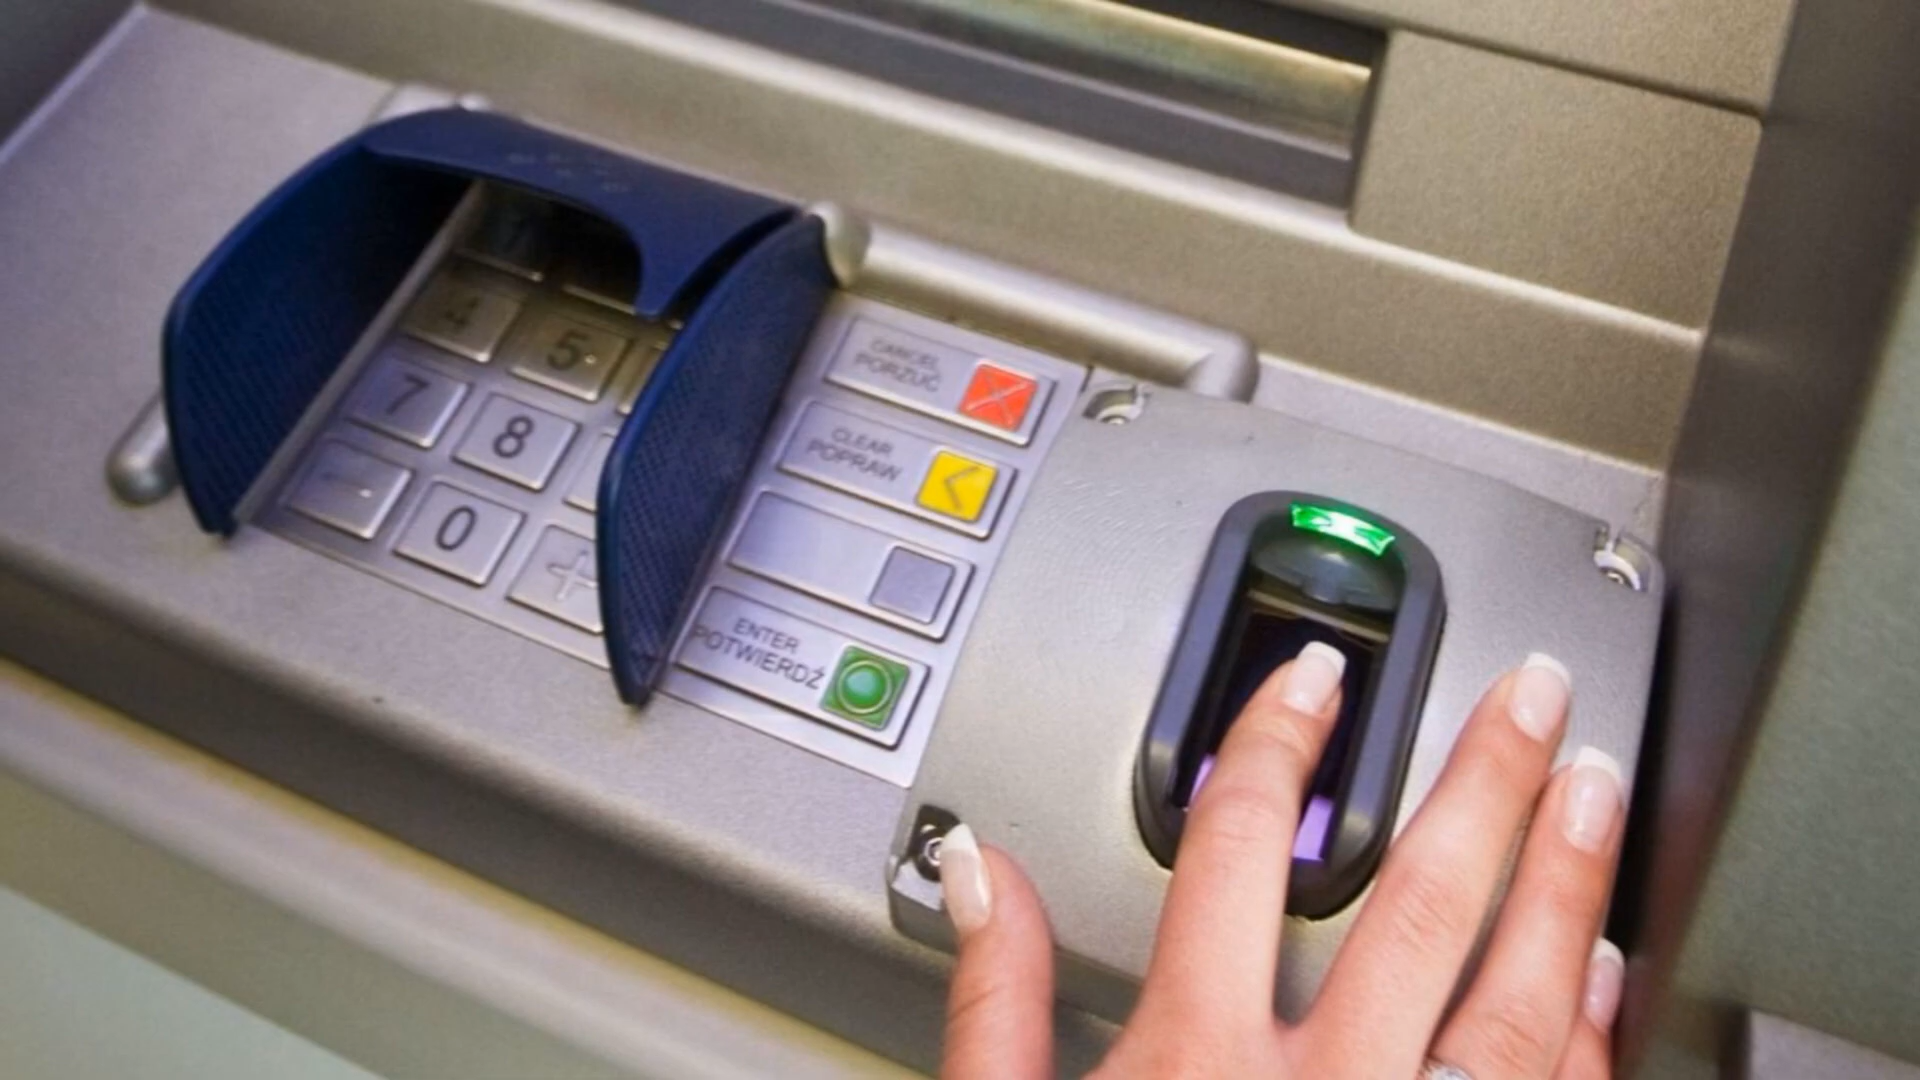 4
5
7
8
0
CANCEL
PORZUĆ
CLEAR
POPRAW
ENTER
POTWIERDŹ